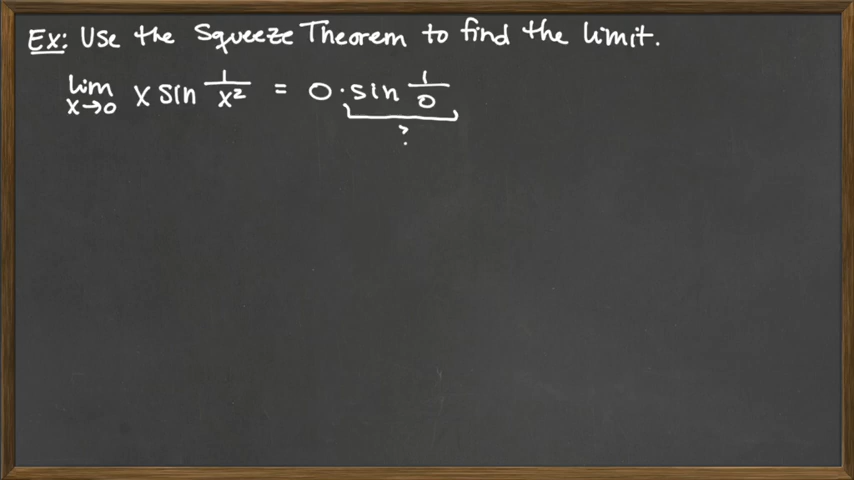 Ex: Use the Squeeze Theorem to find the limit.
lim x→0 x sin 1/x² = 0 · sin 1/0
?